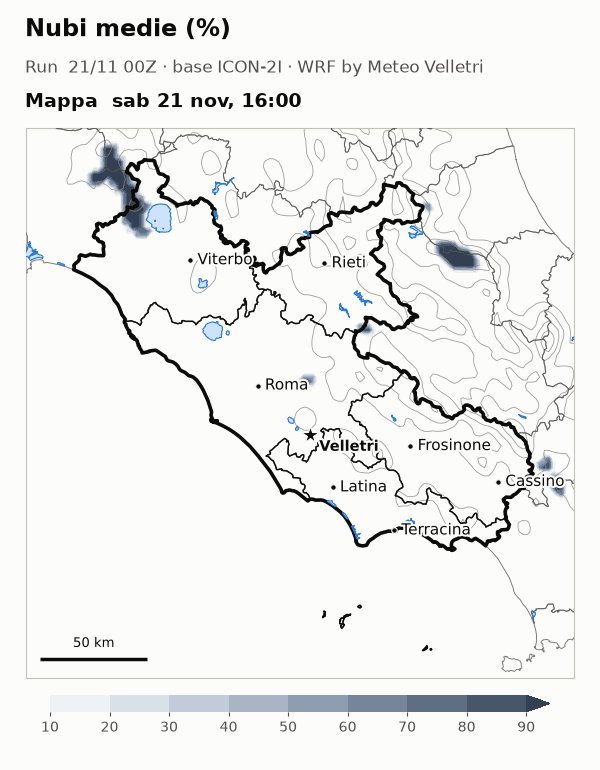 Nubi medie (%)
Run  21/11 00Z · base ICON-2I · WRF by Meteo Velletri
Mappa  sab 21 nov, 16:00
Viterbo
Rieti
Roma
Velletri
Frosinone
Cassino
Latina
Terracina
50 km
10 20 30 40 50 60 70 80 90